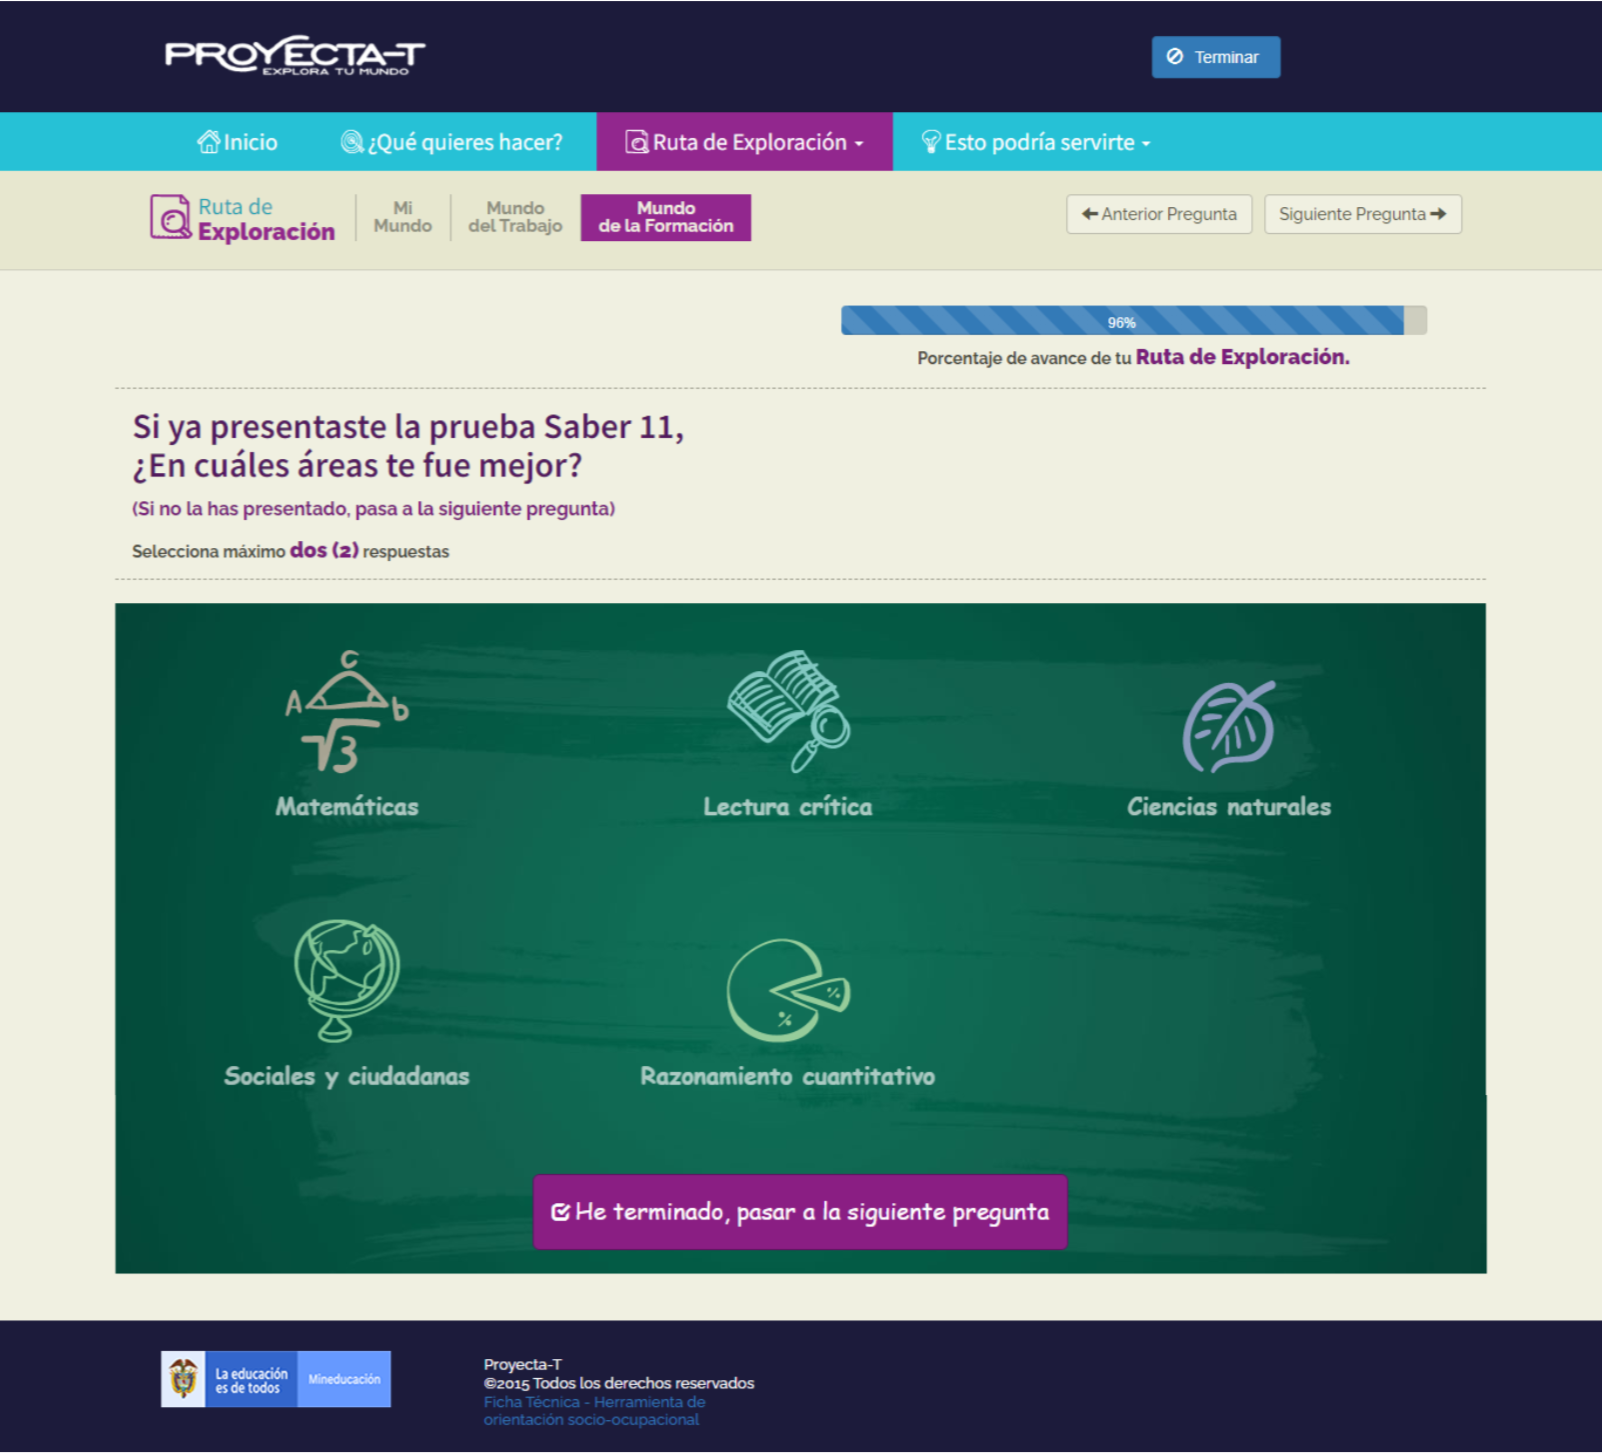 PROYECTA-T
EXPLORA TU MUNDO
Terminar
Inicio
¿Qué quieres hacer?
Ruta de Exploración
Esto podría servirte
Ruta de
Exploración
Mi
Mundo
Mundo
del Trabajo
Mundo
de la Formación
Anterior Pregunta
Siguiente Pregunta
96%
Porcentaje de avance de tu Ruta de Exploración.
Si ya presentaste la prueba Saber 11,
¿En cuáles áreas te fue mejor?
(Si no la has presentado, pasa a la siguiente pregunta)
Selecciona máximo dos (2) respuestas
C
A b
√3
Matemáticas
Lectura crítica
Ciencias naturales
%
%
Sociales y ciudadanas
Razonamiento cuantitativo
He terminado, pasar a la siguiente pregunta
La educación
es de todos
Mineducación
Proyecta-T
©2015 Todos los derechos reservados
Ficha Técnica - Herramienta de
orientación socio-ocupacional